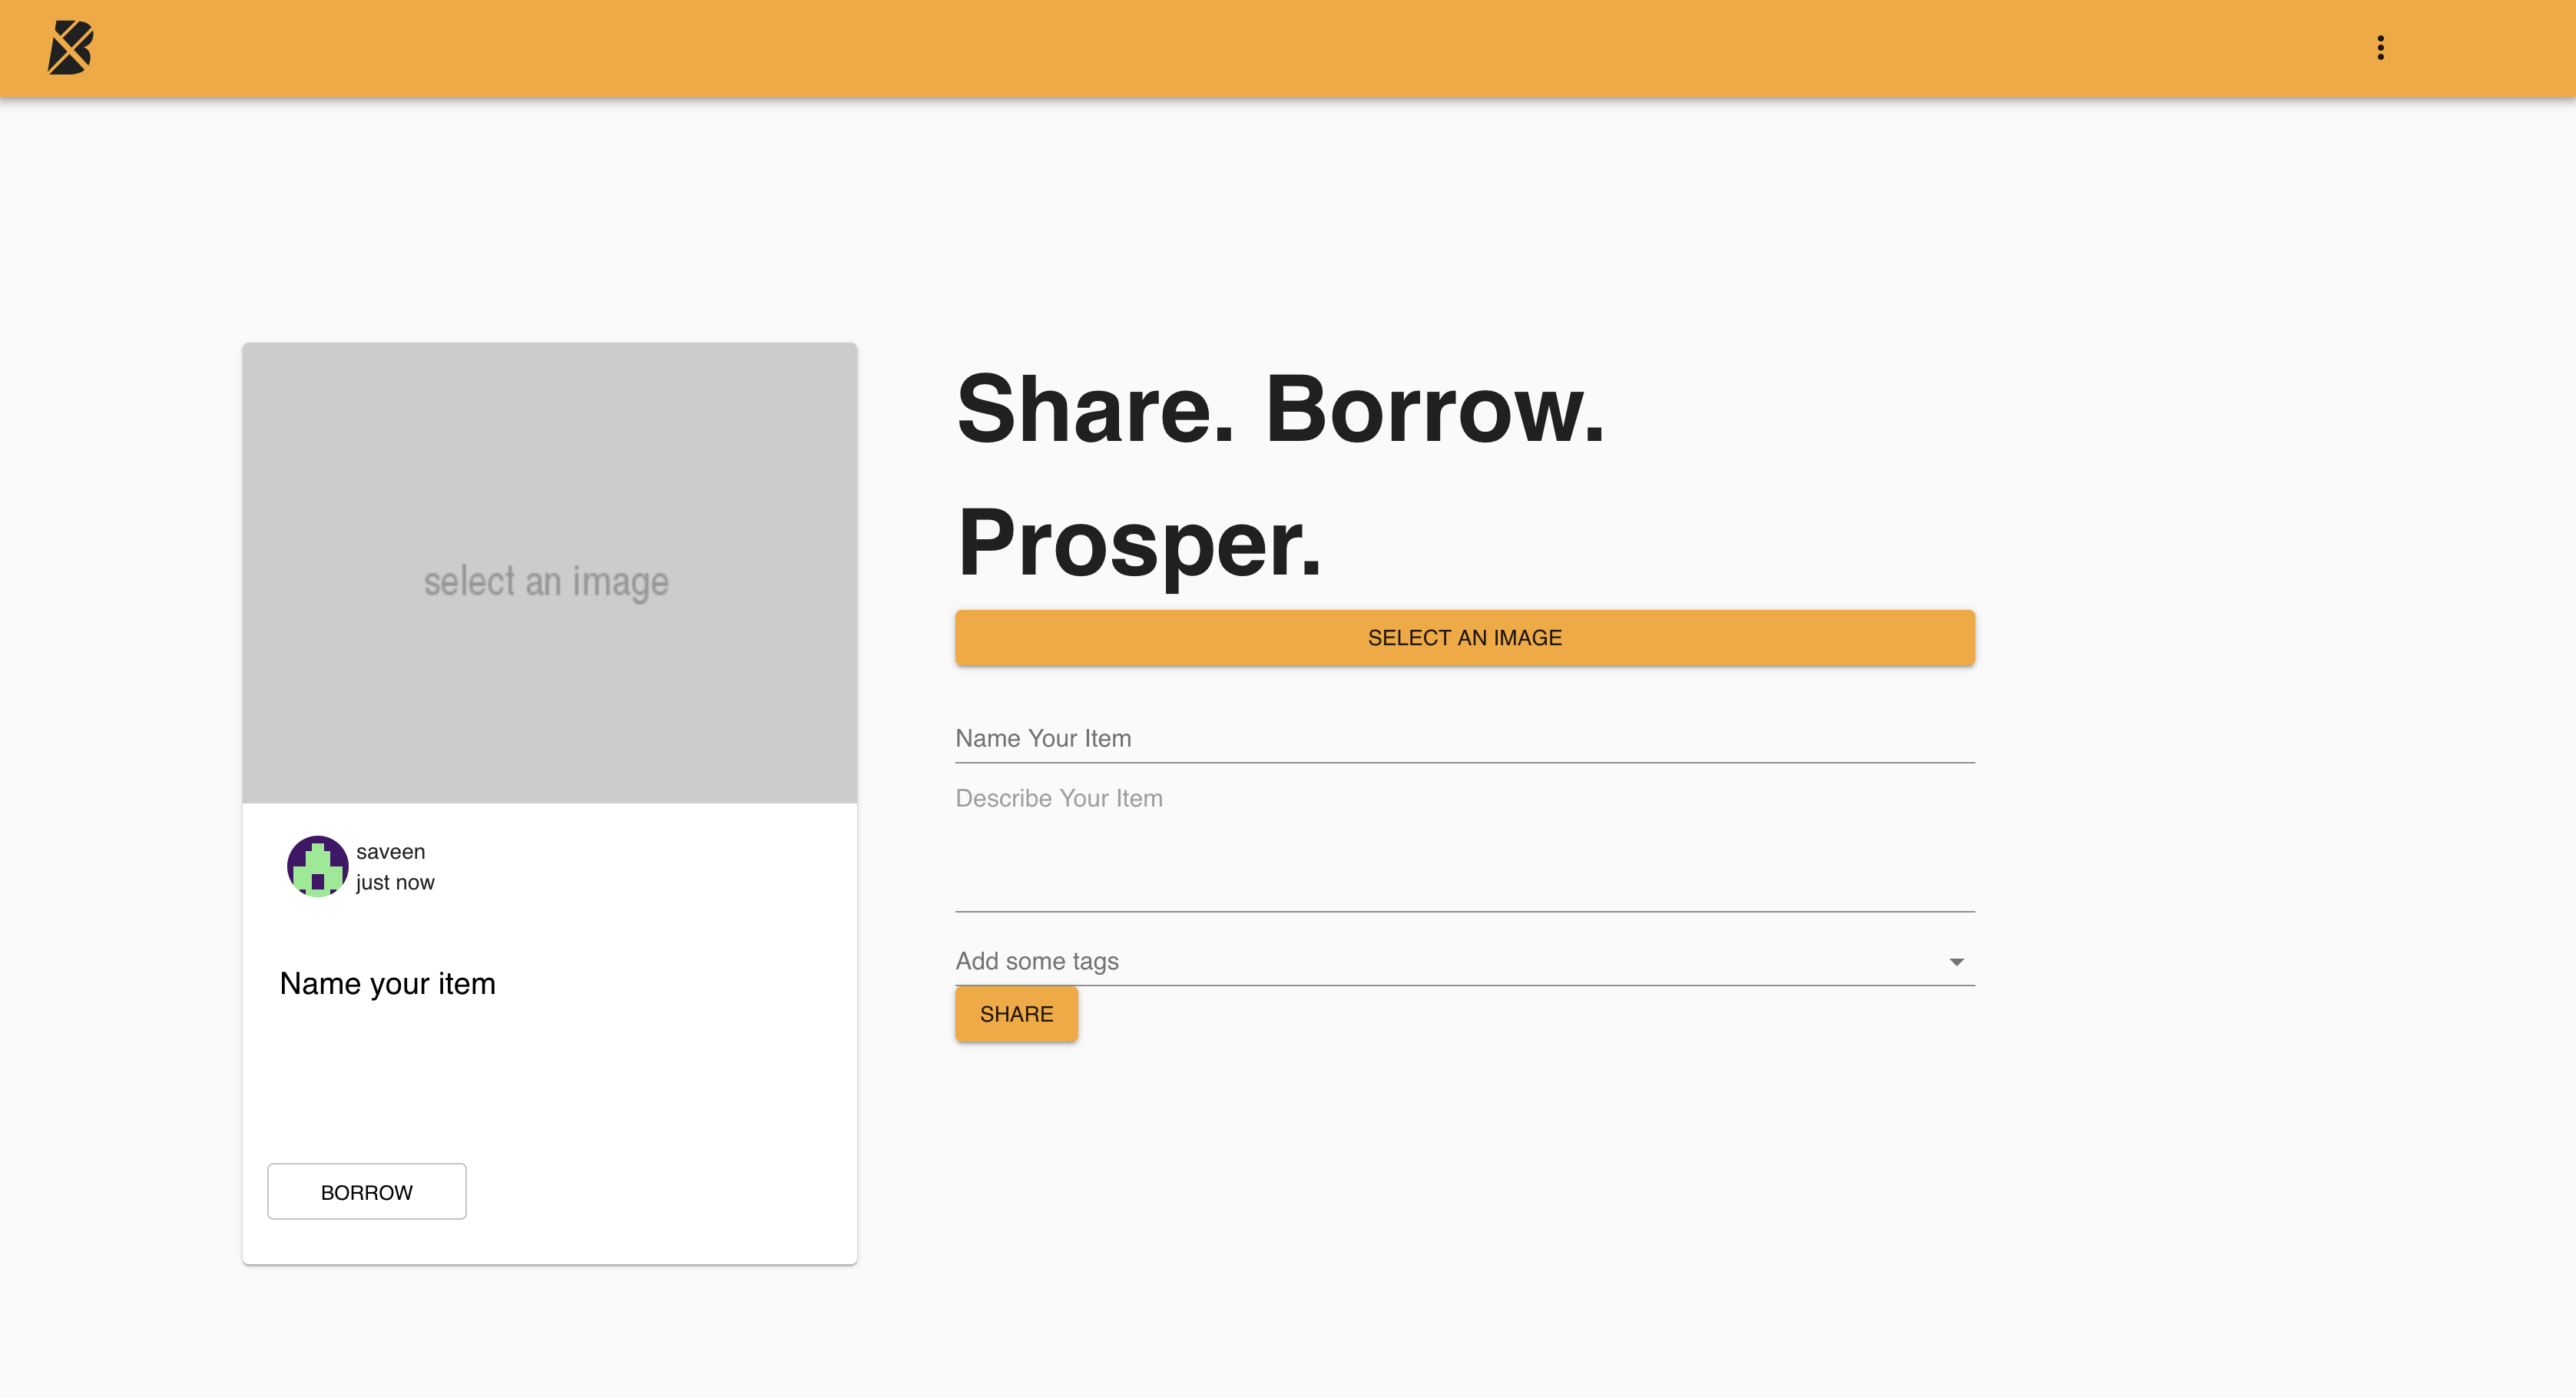 B
select an image
saveen
just now
Name your item
BORROW
Share. Borrow.
Prosper.
SELECT AN IMAGE
Name Your Item
Describe Your Item
Add some tags
SHARE